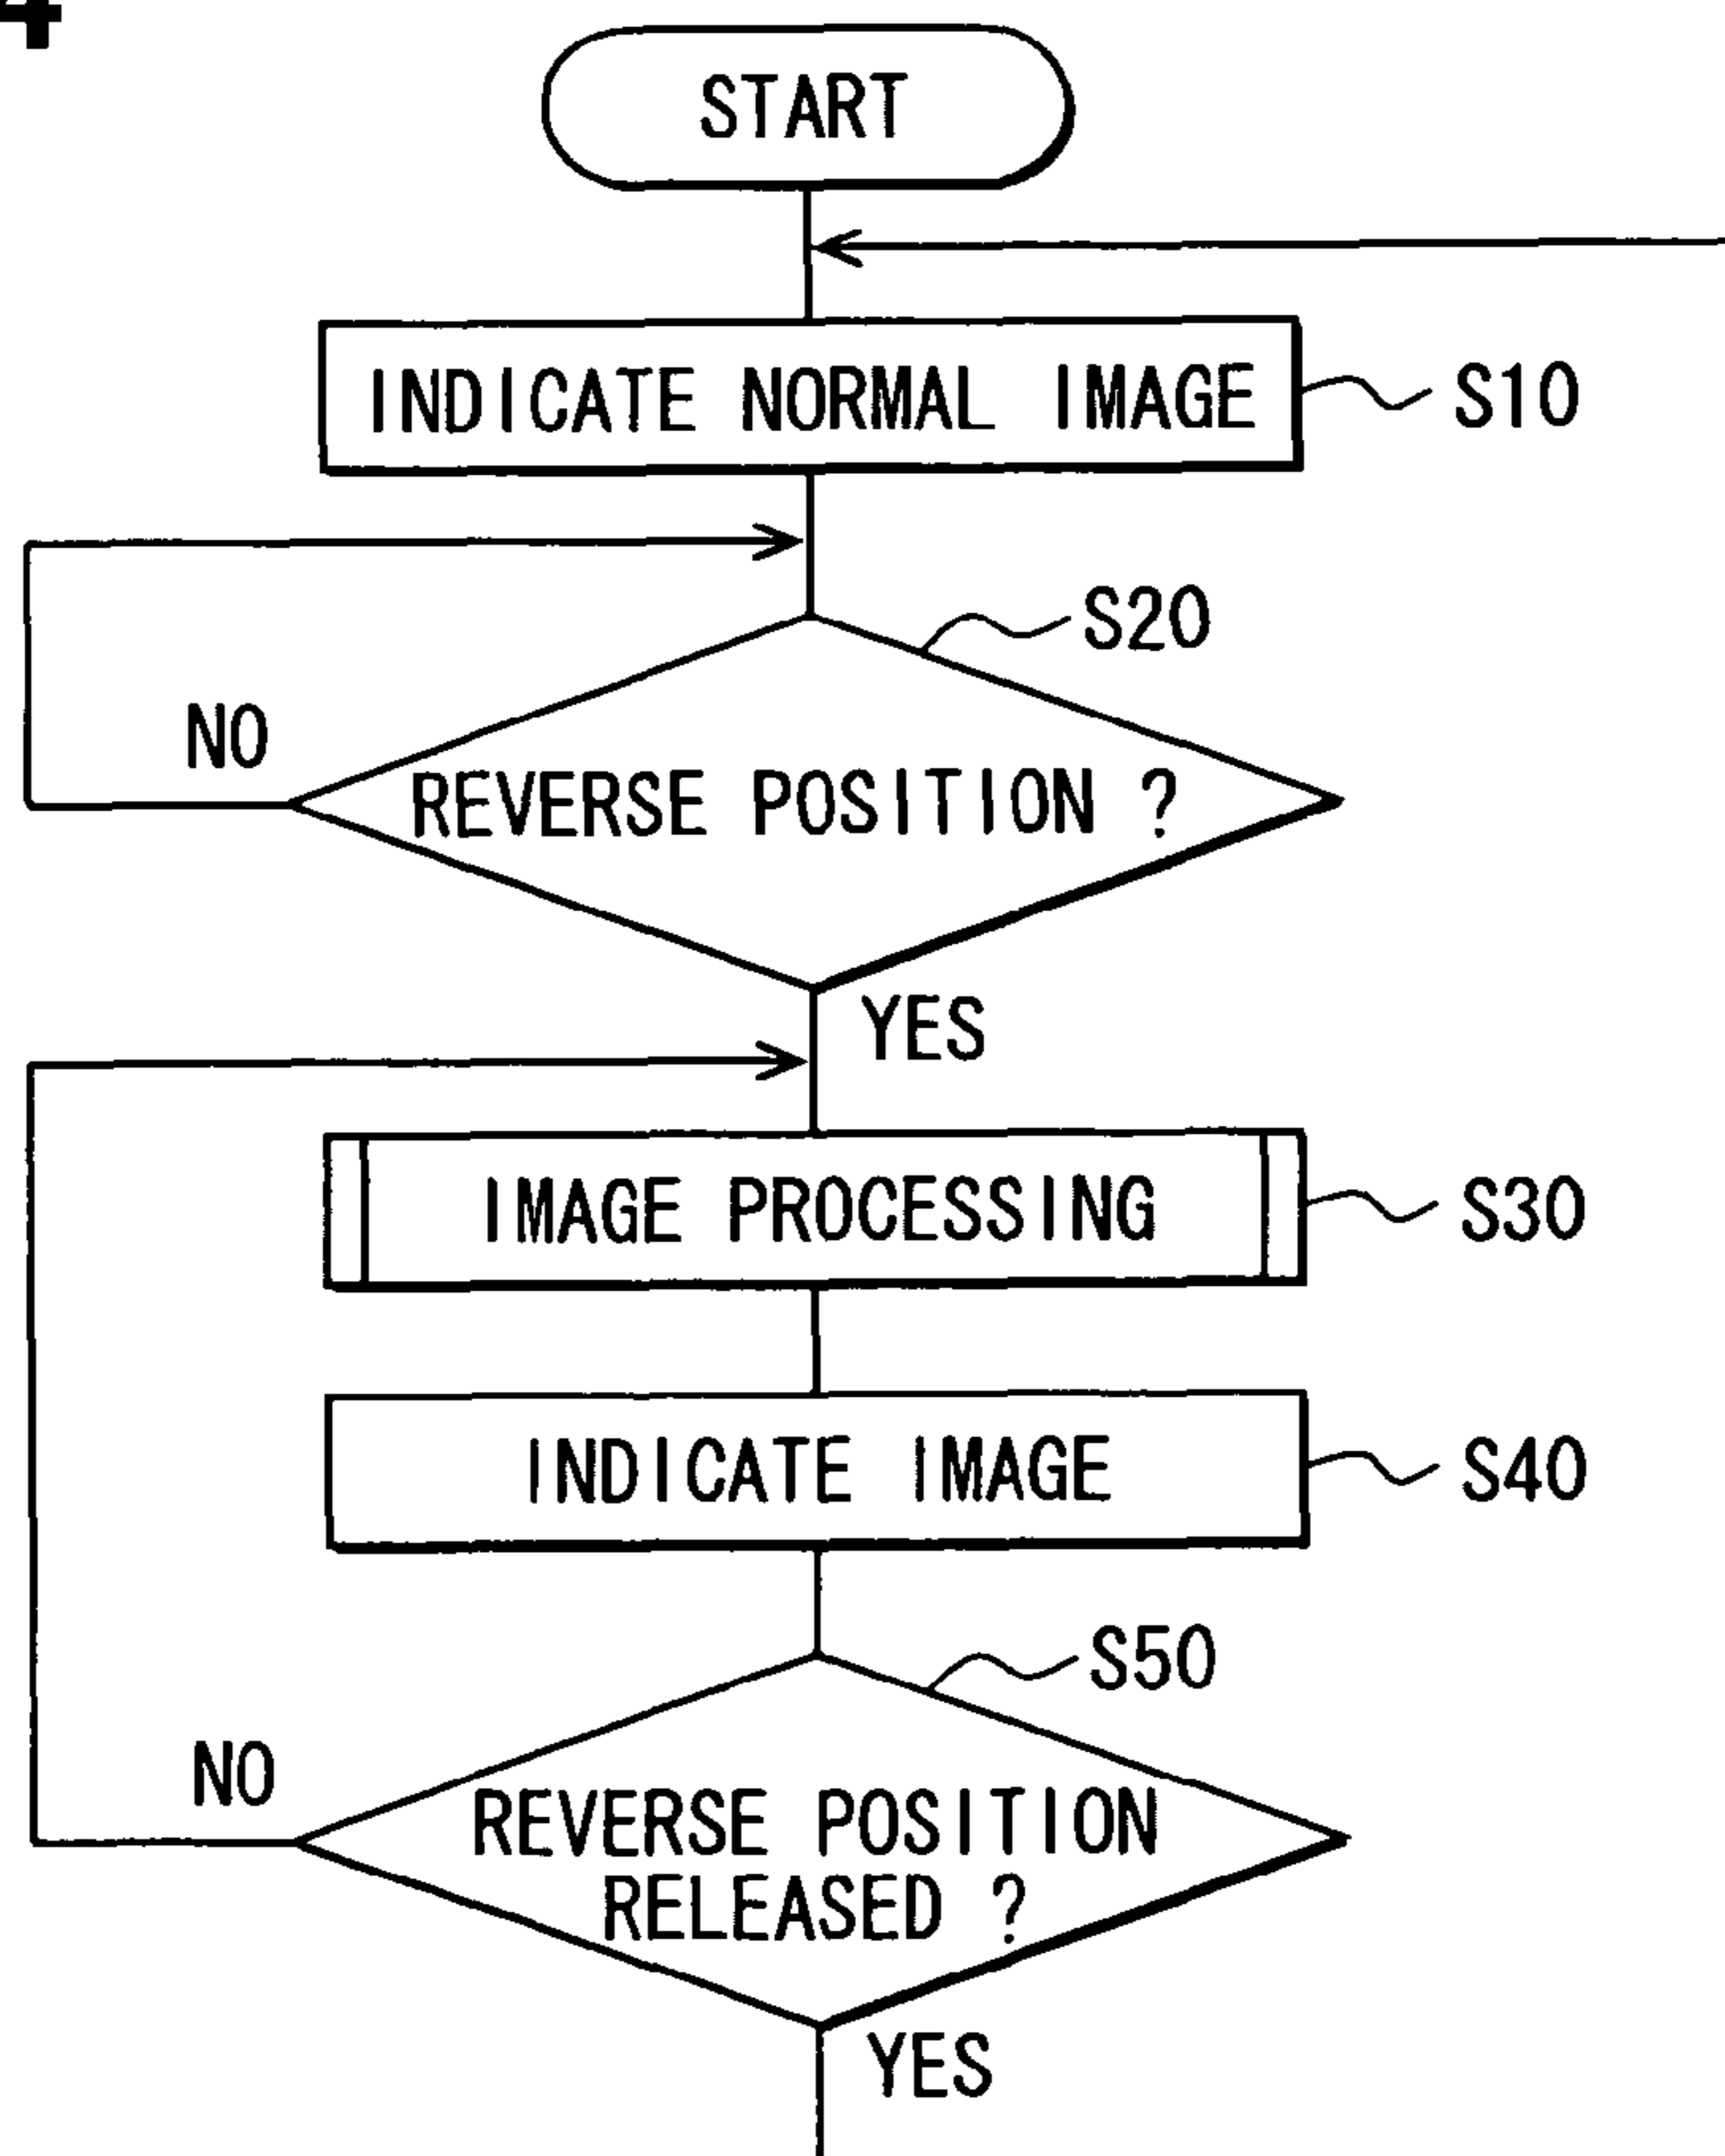 4
START
INDICATE NORMAL IMAGE
S10
S20
NO
REVERSE POSITION ?
YES
IMAGE PROCESSING
S30
INDICATE IMAGE
S40
S50
NO
REVERSE POSITION
RELEASED ?
YES